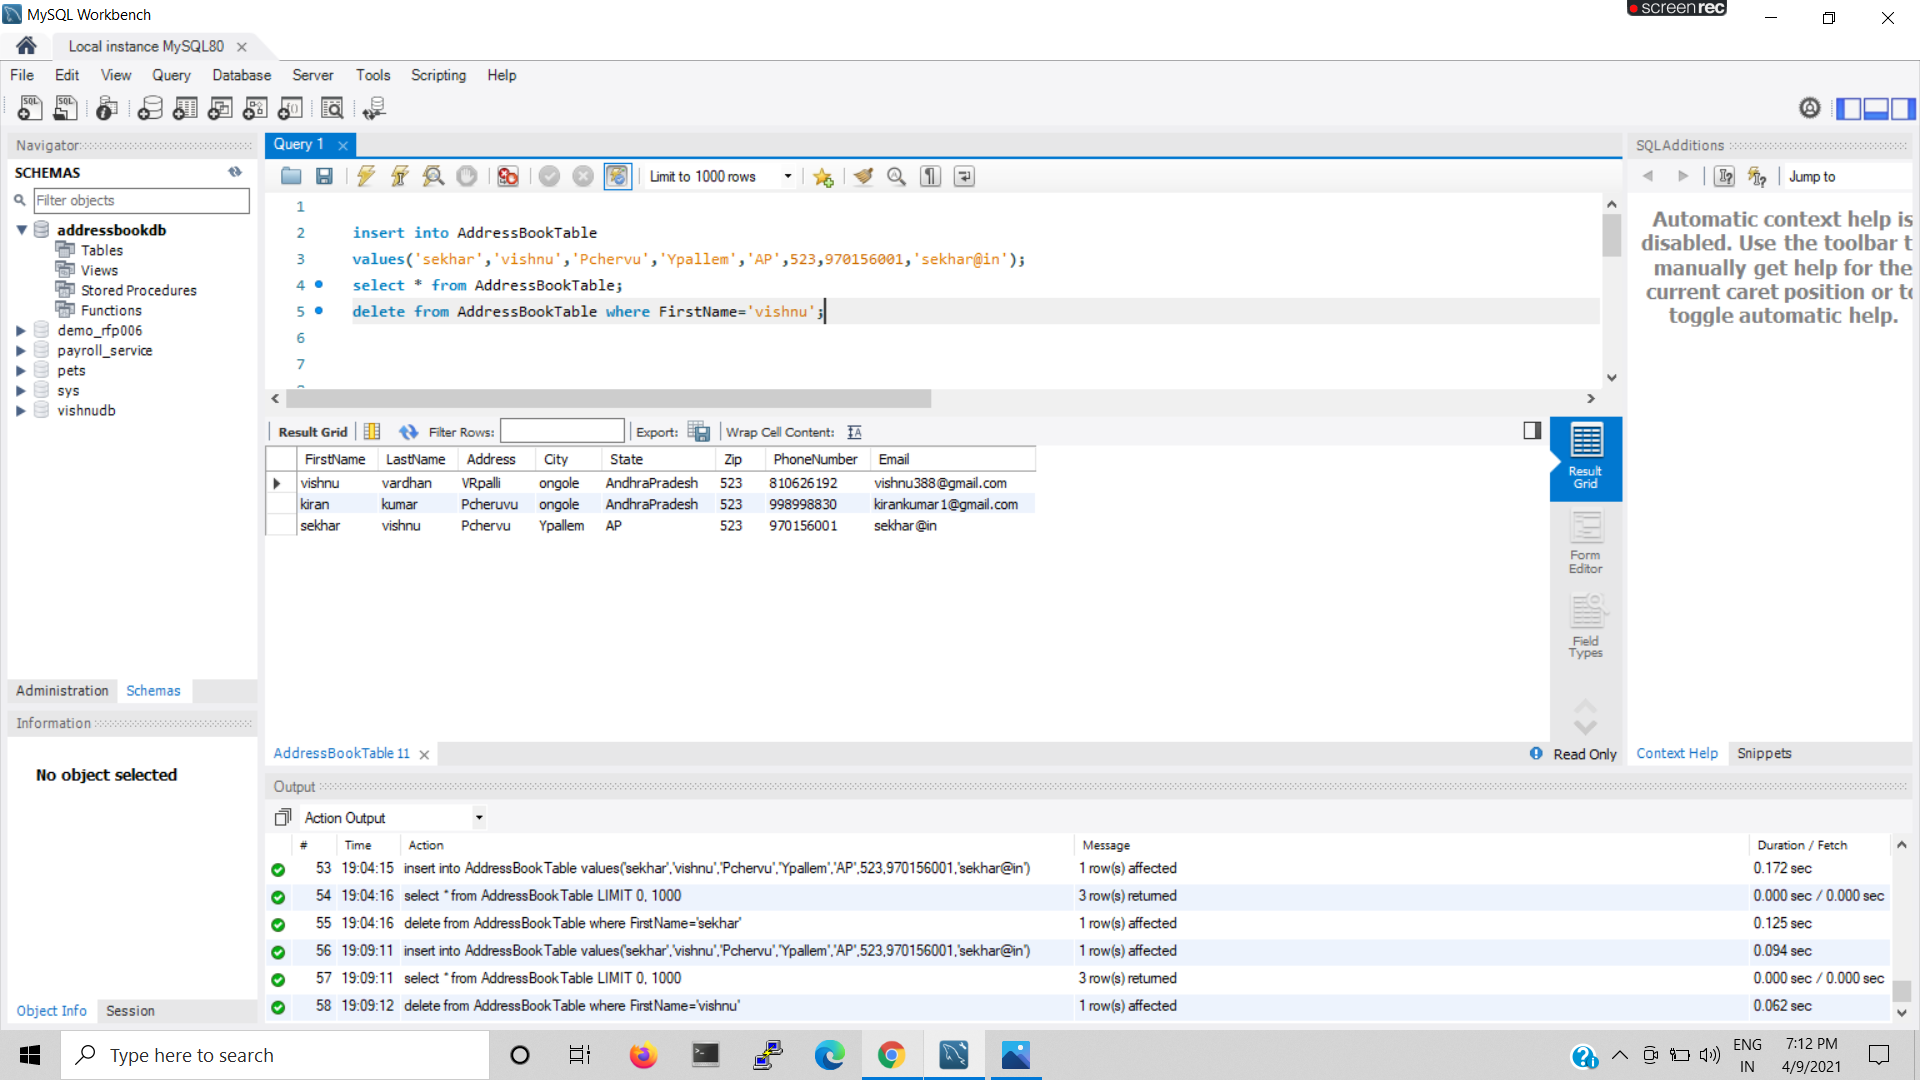 MySQL Workbench
screenrec
Local instance MySQL80
File Edit View Query Database Server Tools Scripting Help
Navigator
SCHEMAS
Filter objects
addressbookdb
Tables
Views
Stored Procedures
Functions
demo_rfp006
payroll_service
pets
sys
vishnudb
Administration Schemas
Information
No object selected
Object Info Session
Query 1
Limit to 1000 rows
1
2 insert into AddressBookTable
3 values('sekhar','vishnu','Pchervu','Ypallem','AP',523,970156001,'sekhar@in');
4 select * from AddressBookTable;
5 delete from AddressBookTable where FirstName='vishnu';
6
7
Result Grid Filter Rows: Export: Wrap Cell Content:
FirstName LastName Address City State Zip PhoneNumber Email
vishnu vardhan VRpalli ongole AndhraPradesh 523 810626192 vishnu388@gmail.com
kiran kumar Pcheruvu ongole AndhraPradesh 523 998998830 kirankumar1@gmail.com
sekhar vishnu Pchervu Ypallem AP 523 970156001 sekhar@in
Result
Grid
Form
Editor
Field
Types
AddressBookTable 11
Read Only
SQLAdditions
Jump to
Automatic context help is
disabled. Use the toolbar t
manually get help for the
current caret position or to
toggle automatic help.
Context Help Snippets
Output
Action Output
# Time Action Message Duration / Fetch
53 19:04:15 insert into AddressBookTable values('sekhar','vishnu','Pchervu','Ypallem','AP',523,970156001,'sekhar@in') 1 row(s) affected 0.172 sec
54 19:04:16 select * from AddressBookTable LIMIT 0, 1000 3 row(s) returned 0.000 sec / 0.000 sec
55 19:04:16 delete from AddressBookTable where FirstName='sekhar' 1 row(s) affected 0.125 sec
56 19:09:11 insert into AddressBookTable values('sekhar','vishnu','Pchervu','Ypallem','AP',523,970156001,'sekhar@in') 1 row(s) affected 0.094 sec
57 19:09:11 select * from AddressBookTable LIMIT 0, 1000 3 row(s) returned 0.000 sec / 0.000 sec
58 19:09:12 delete from AddressBookTable where FirstName='vishnu' 1 row(s) affected 0.062 sec
Type here to search
ENG
IN
7:12 PM
4/9/2021